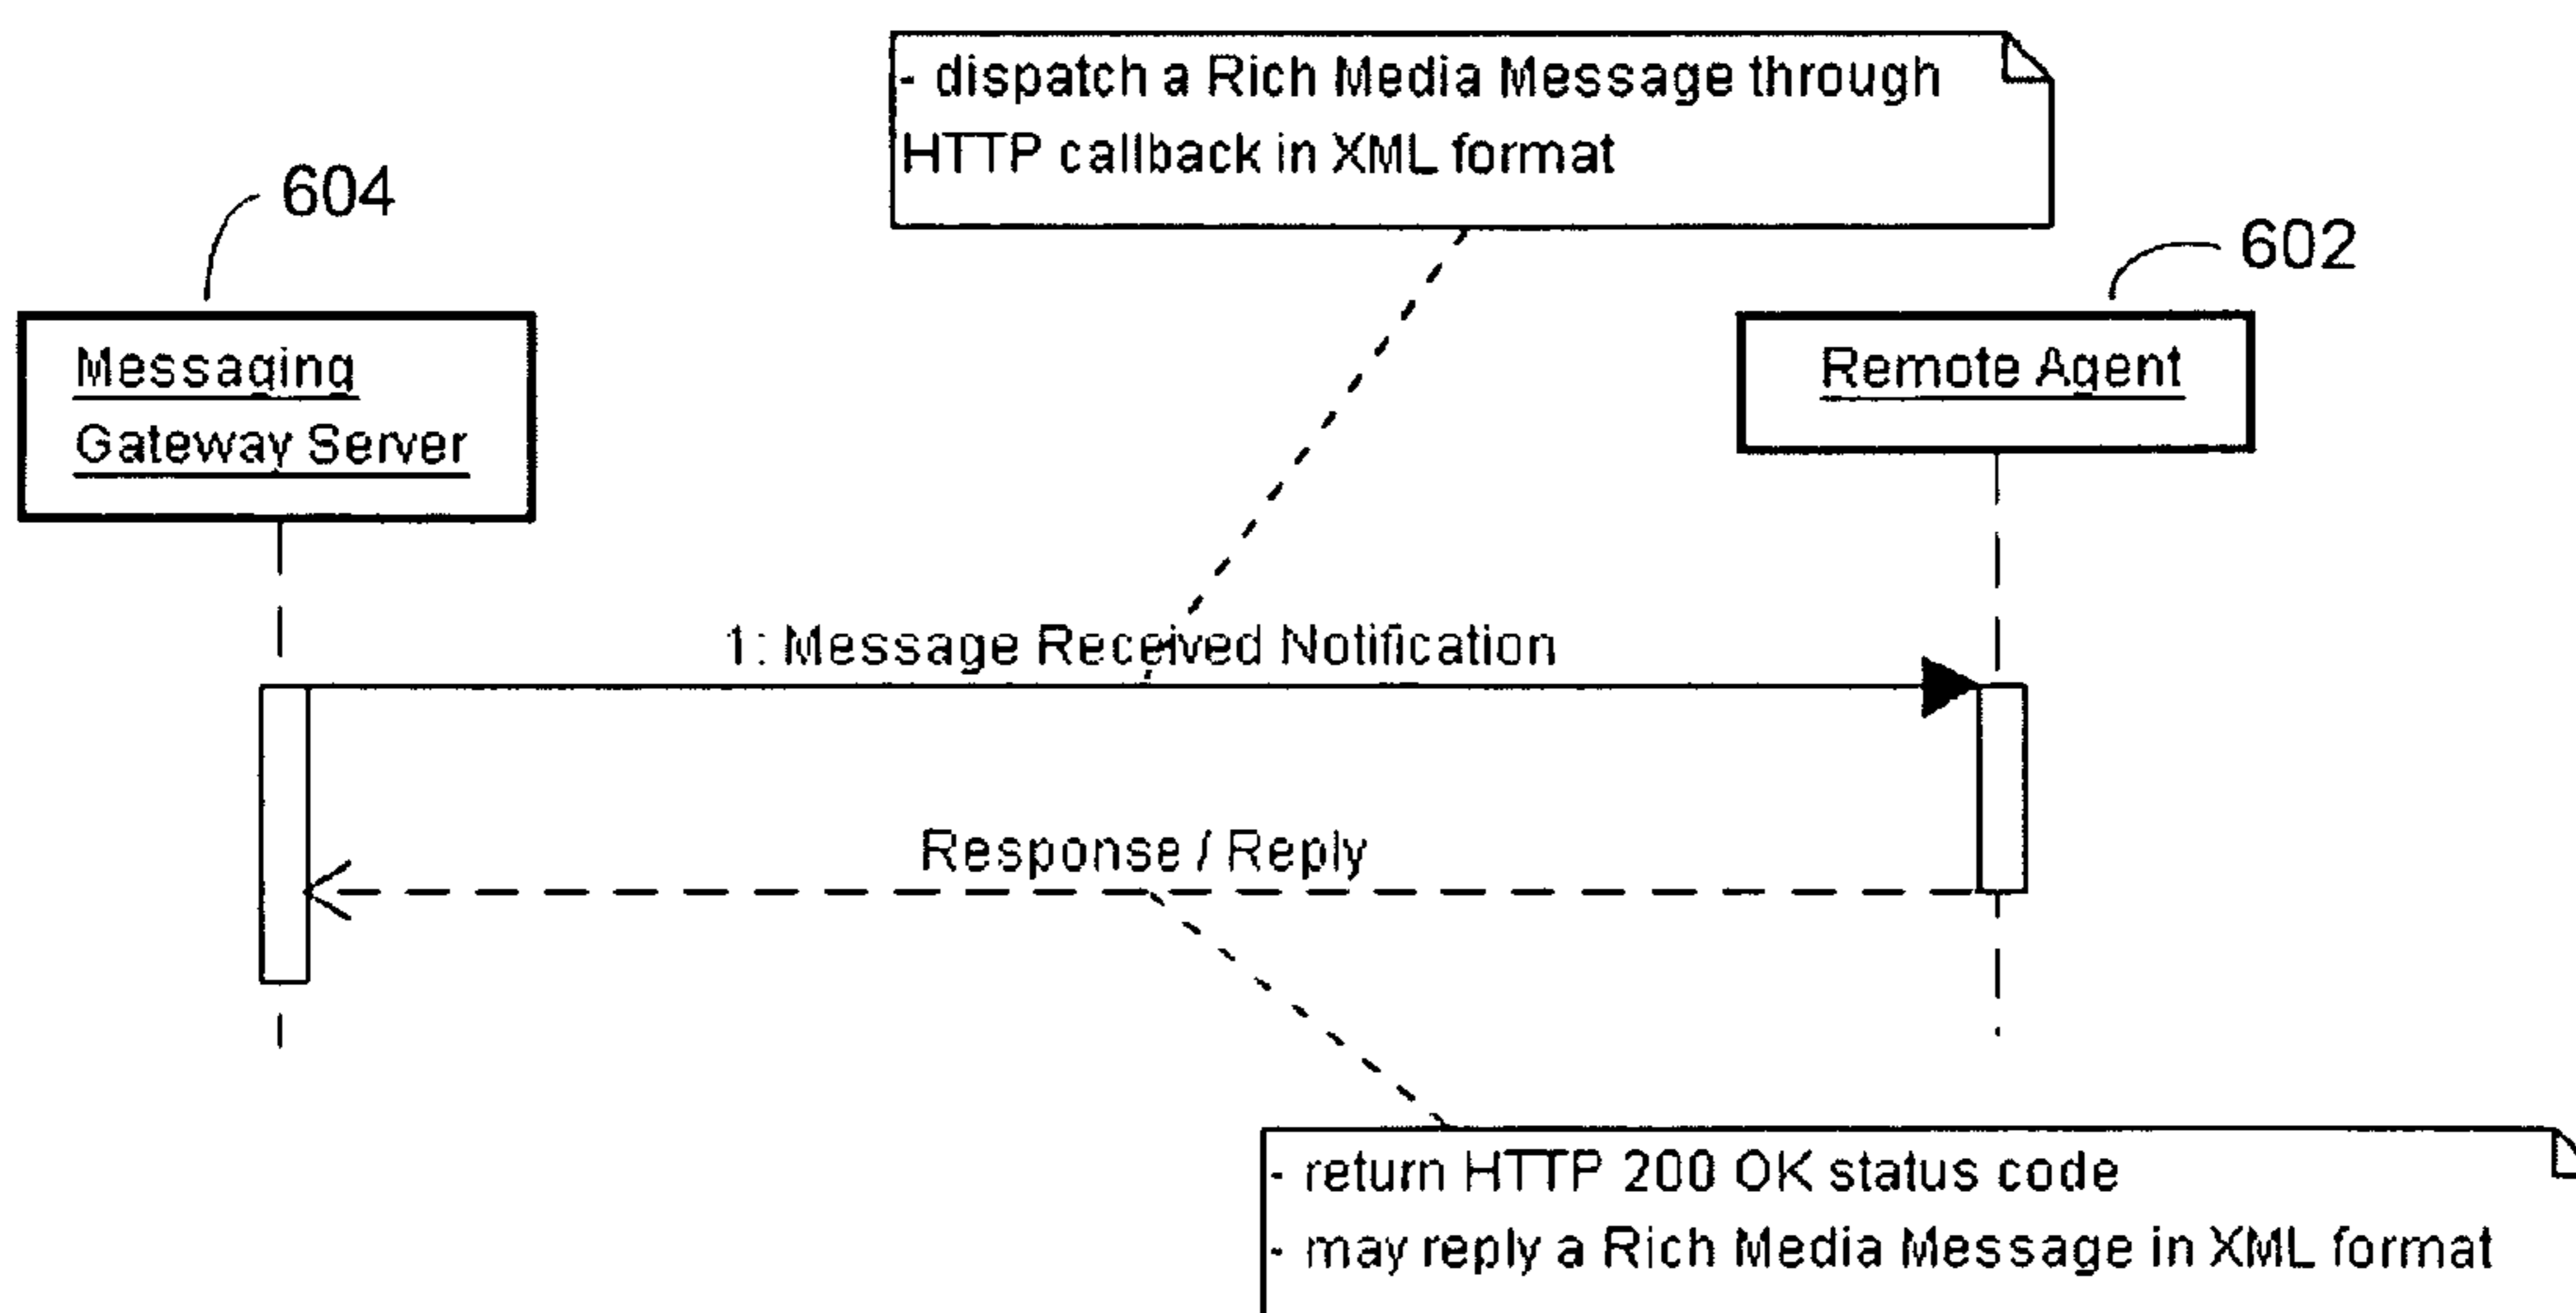 - dispatch a Rich Media Message through
HTTP callback in XML format
604
602
Messaging
Gateway Server
Remote Agent
1: Message Received Notification
Response / Reply
- return HTTP 200 OK status code
- may reply a Rich Media Message in XML format